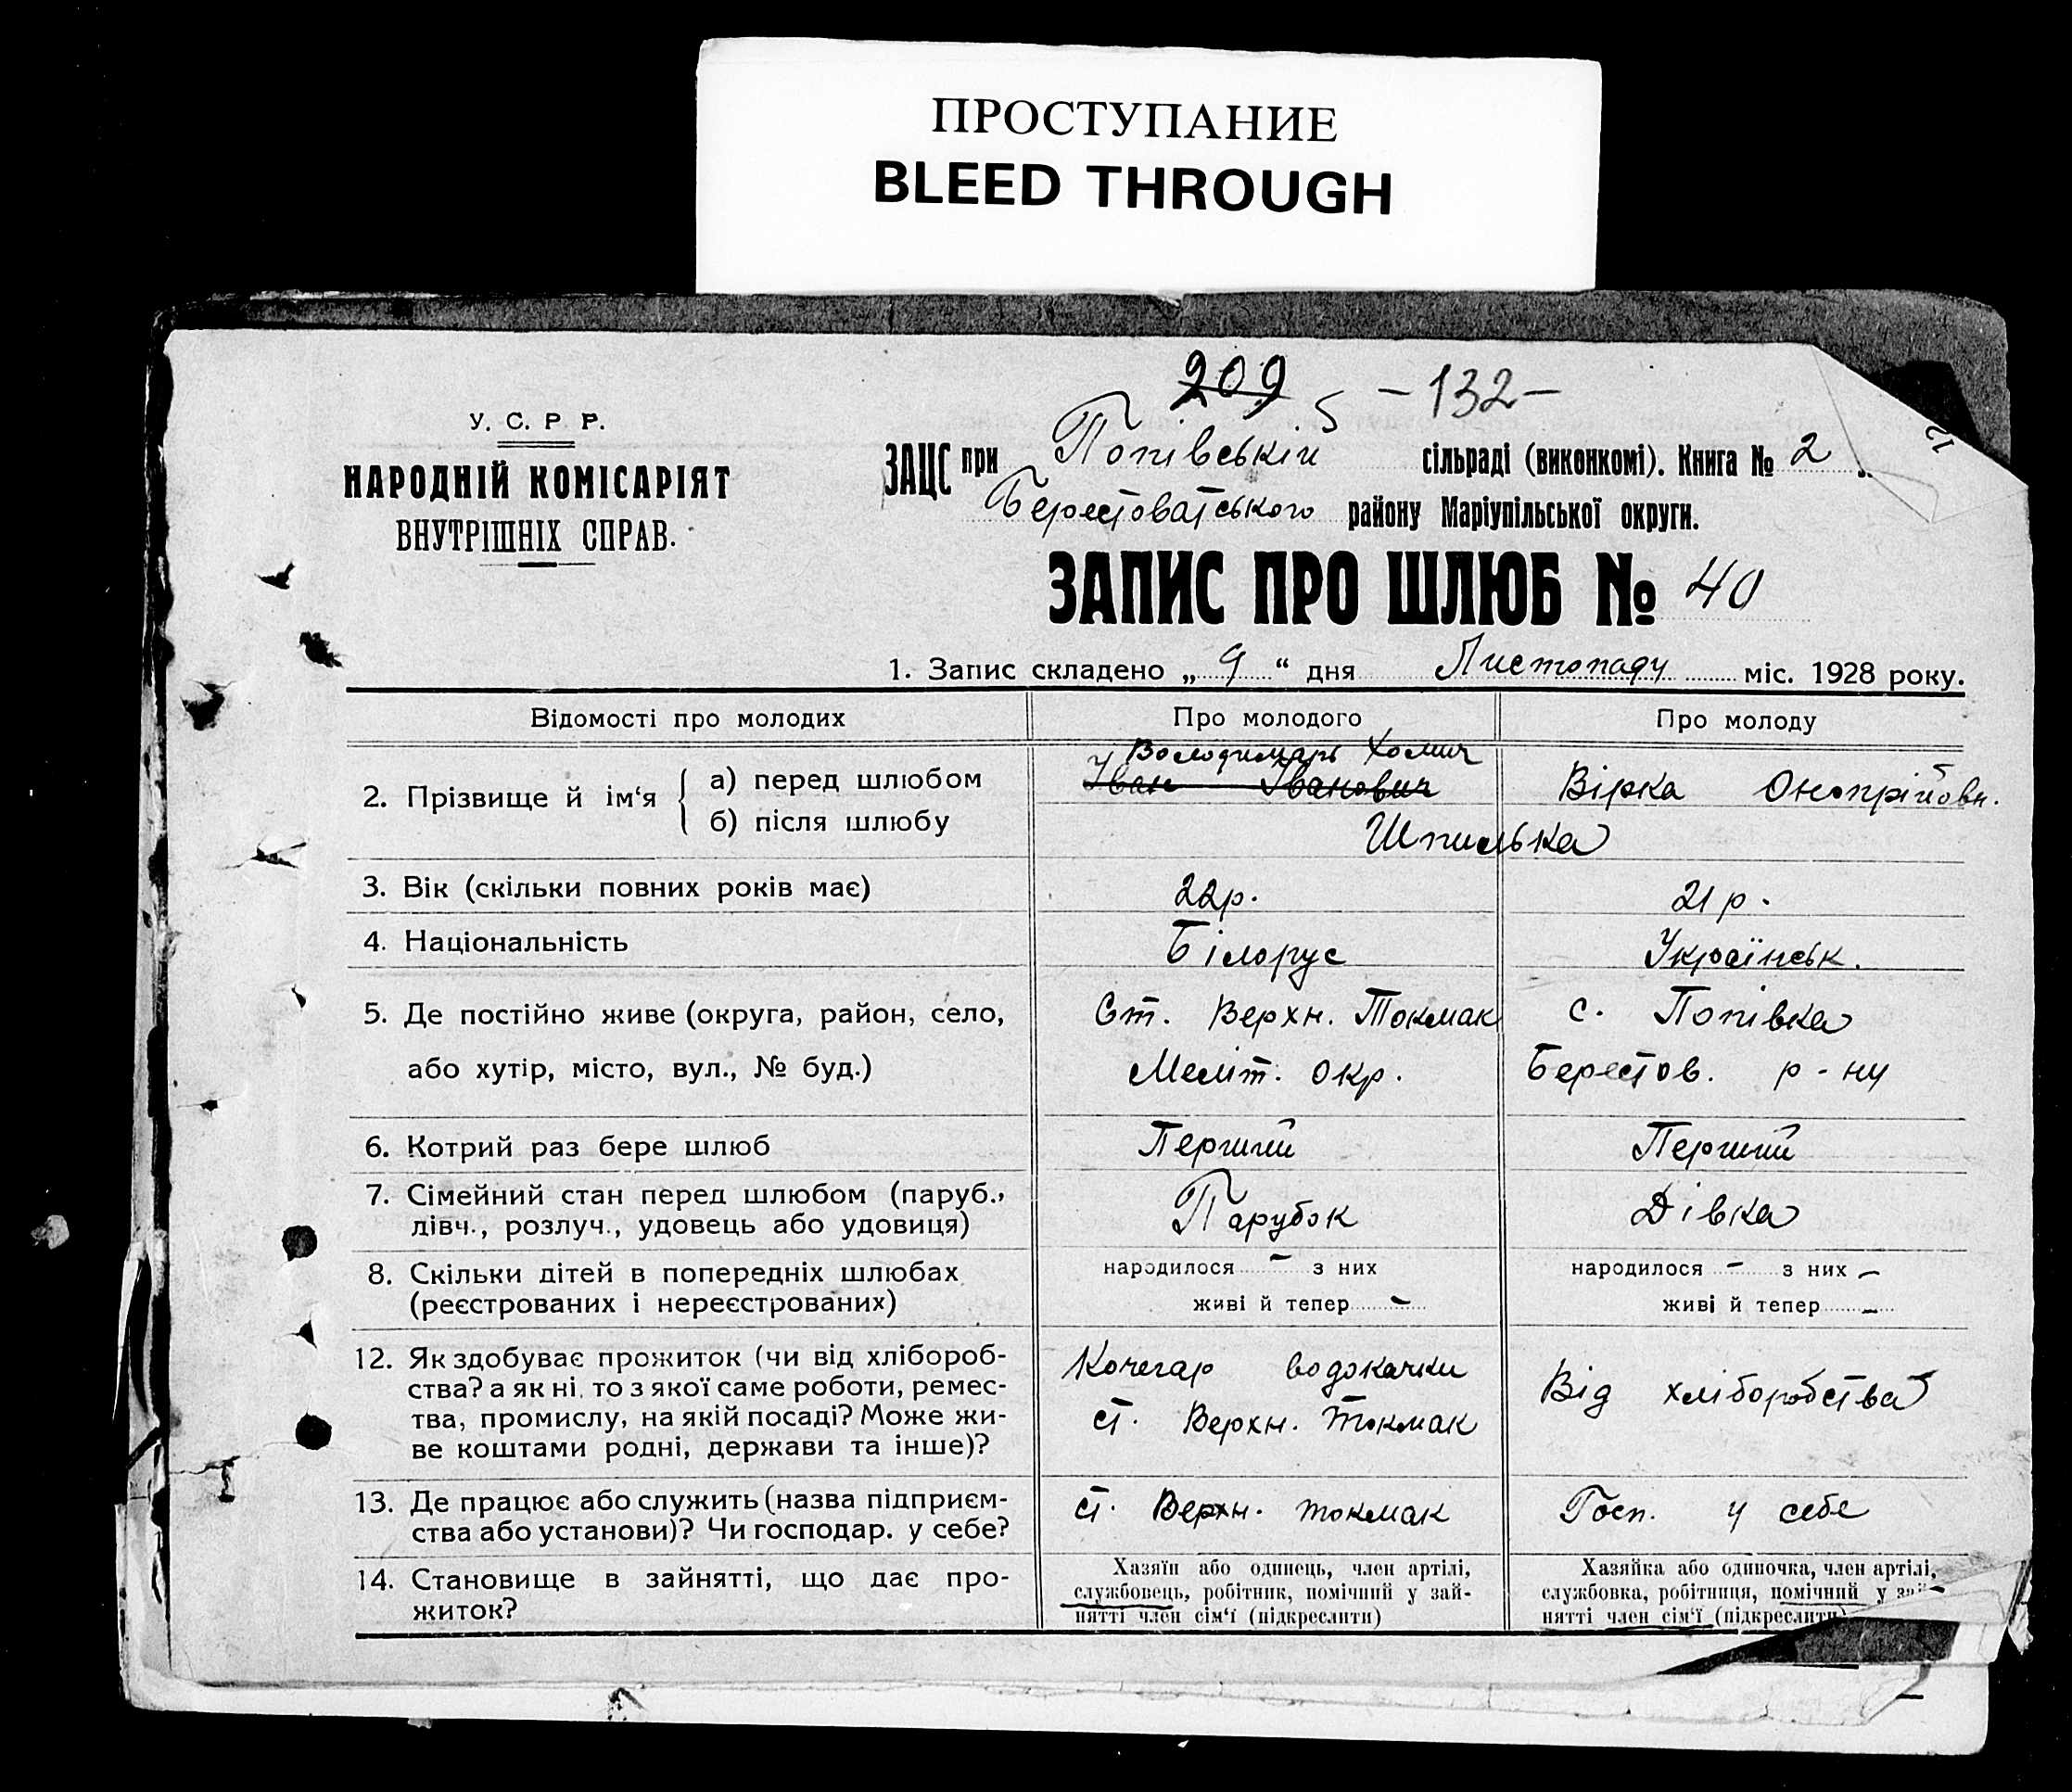 ПРОСТУПАНИЕ
BLEED THROUGH
209 5 -132-
У. С. Р Р.
НАРОДНІЙ КОМІСАРІЯТ
ВНУТРІШНІХ СПРАВ.
ЗАЦС при Попівській сільраді (виконкомі). Книга № 2
Берестоватського району Маріупільської округи.
12
ЗАПИС ПРО ШЛЮБ № 40
1. Запис складено „ 9 “ дня Листопаду міс. 1928 року.
Відомості про молодих Про молодого Про молоду
2. Прізвище й ім‘я { а) перед шлюбом
б) після шлюбу
Володимарь Хомич
Іван Іванович Вірка Онопрійовн.
Шпилька
3. Вік (скільки повних років має) 22р. 21 р.
4. Національність Білорус Українськ.
5. Де постійно живе (округа, район, село, Ст. Верхн. Токмак с. Попівка
або хутір, місто, вул., № буд.) Меліт. окр. Берестов. р-ну
6. Котрий раз бере шлюб Перший Перший
7. Сімейний стан перед шлюбом (паруб., Парубок Дівка
дівч., розлуч., удовець або удовиця)
8. Скільки дітей в попередніх шлюбах народилося – з них народилося – з них –
(реєстрованих і нереєстрованих) живі й тепер – живі й тепер –
12. Як здобуває прожиток (чи від хлібороб- Кочегар водокачки
ства? а як ні, то з якої саме роботи, ремес- Від хліборобства
тва, промислу, на якій посаді? Може жи- ст. Верхн. Токмак
ве коштами родні, держави та інше)?
13. Де працює або служить (назва підприєм- ст. Верхн. Токмак Госп. у себе
ства або установи)? Чи господар. у себе?
14. Становище в зайнятті, що дає про-
житок?
Хазяїн або одинець, член артілі,
службовець, робітник, помічний у зай-
нятті член сім‘ї (підкреслити)
Хазяйка або одиночка, член артілі,
службовка, робітниця, помічний у зай-
нятті член сім‘ї (підкреслити)